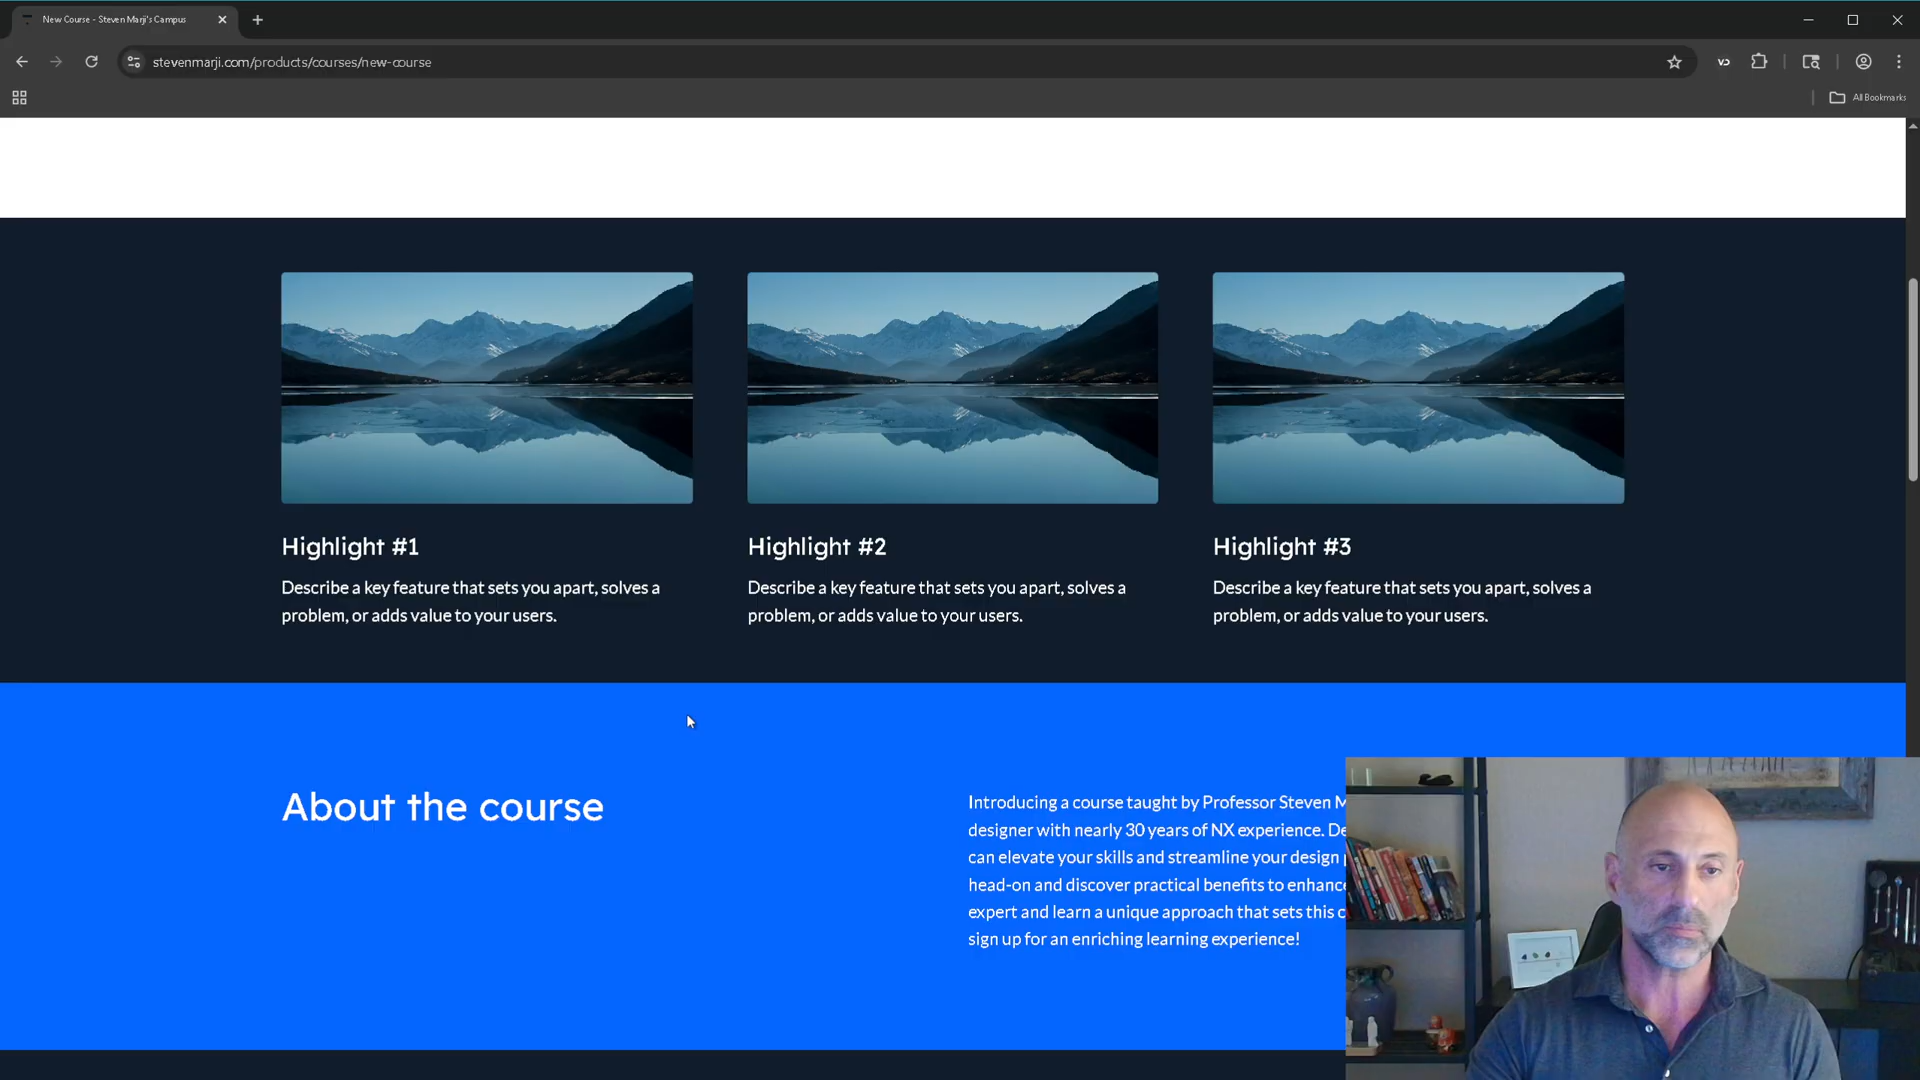 New Course - Steven Marji's Campus
stevenmarji.com/products/courses/new-course
All Bookmarks
Highlight #1
Describe a key feature that sets you apart, solves a
problem, or adds value to your users.
Highlight #2
Describe a key feature that sets you apart, solves a
problem, or adds value to your users.
Highlight #3
Describe a key feature that sets you apart, solves a
problem, or adds value to your users.
About the course
Introducing a course taught by Professor Steven M
designer with nearly 30 years of NX experience. De
can elevate your skills and streamline your design
head-on and discover practical benefits to enhance
expert and learn a unique approach that sets this
sign up for an enriching learning experience!